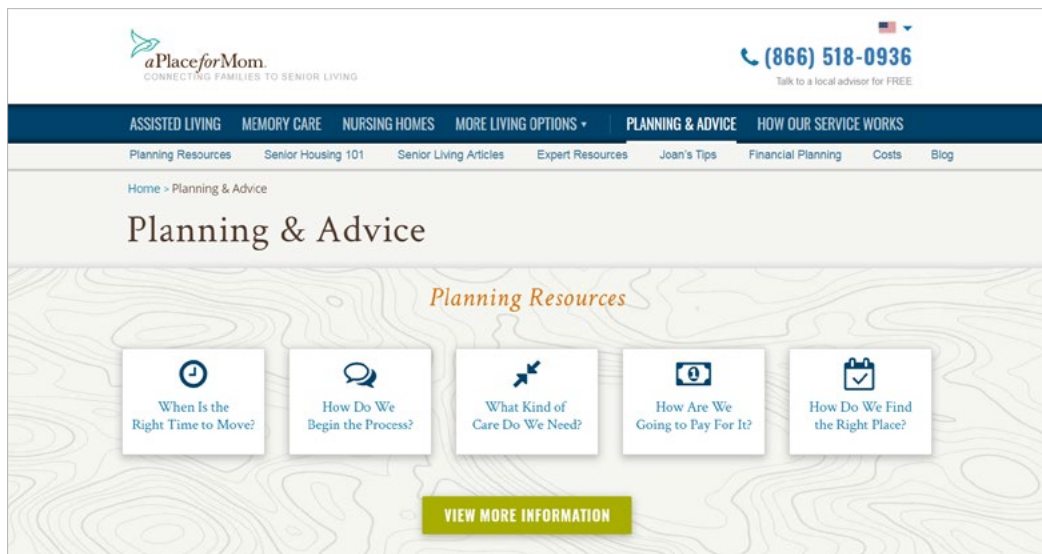 aPlaceforMom.
CONNECTING FAMILIES TO SENIOR LIVING
(866) 518-0936
Talk to a local advisor for FREE
ASSISTED LIVING MEMORY CARE NURSING HOMES MORE LIVING OPTIONS PLANNING & ADVICE HOW OUR SERVICE WORKS
Planning Resources Senior Housing 101 Senior Living Articles Expert Resources Joan's Tips Financial Planning Costs Blog
Home > Planning & Advice
Planning & Advice
Planning Resources
When Is the
Right Time to Move?
How Do We
Begin the Process?
What Kind of
Care Do We Need?
1
How Are We
Going to Pay For It?
How Do We Find
the Right Place?
VIEW MORE INFORMATION